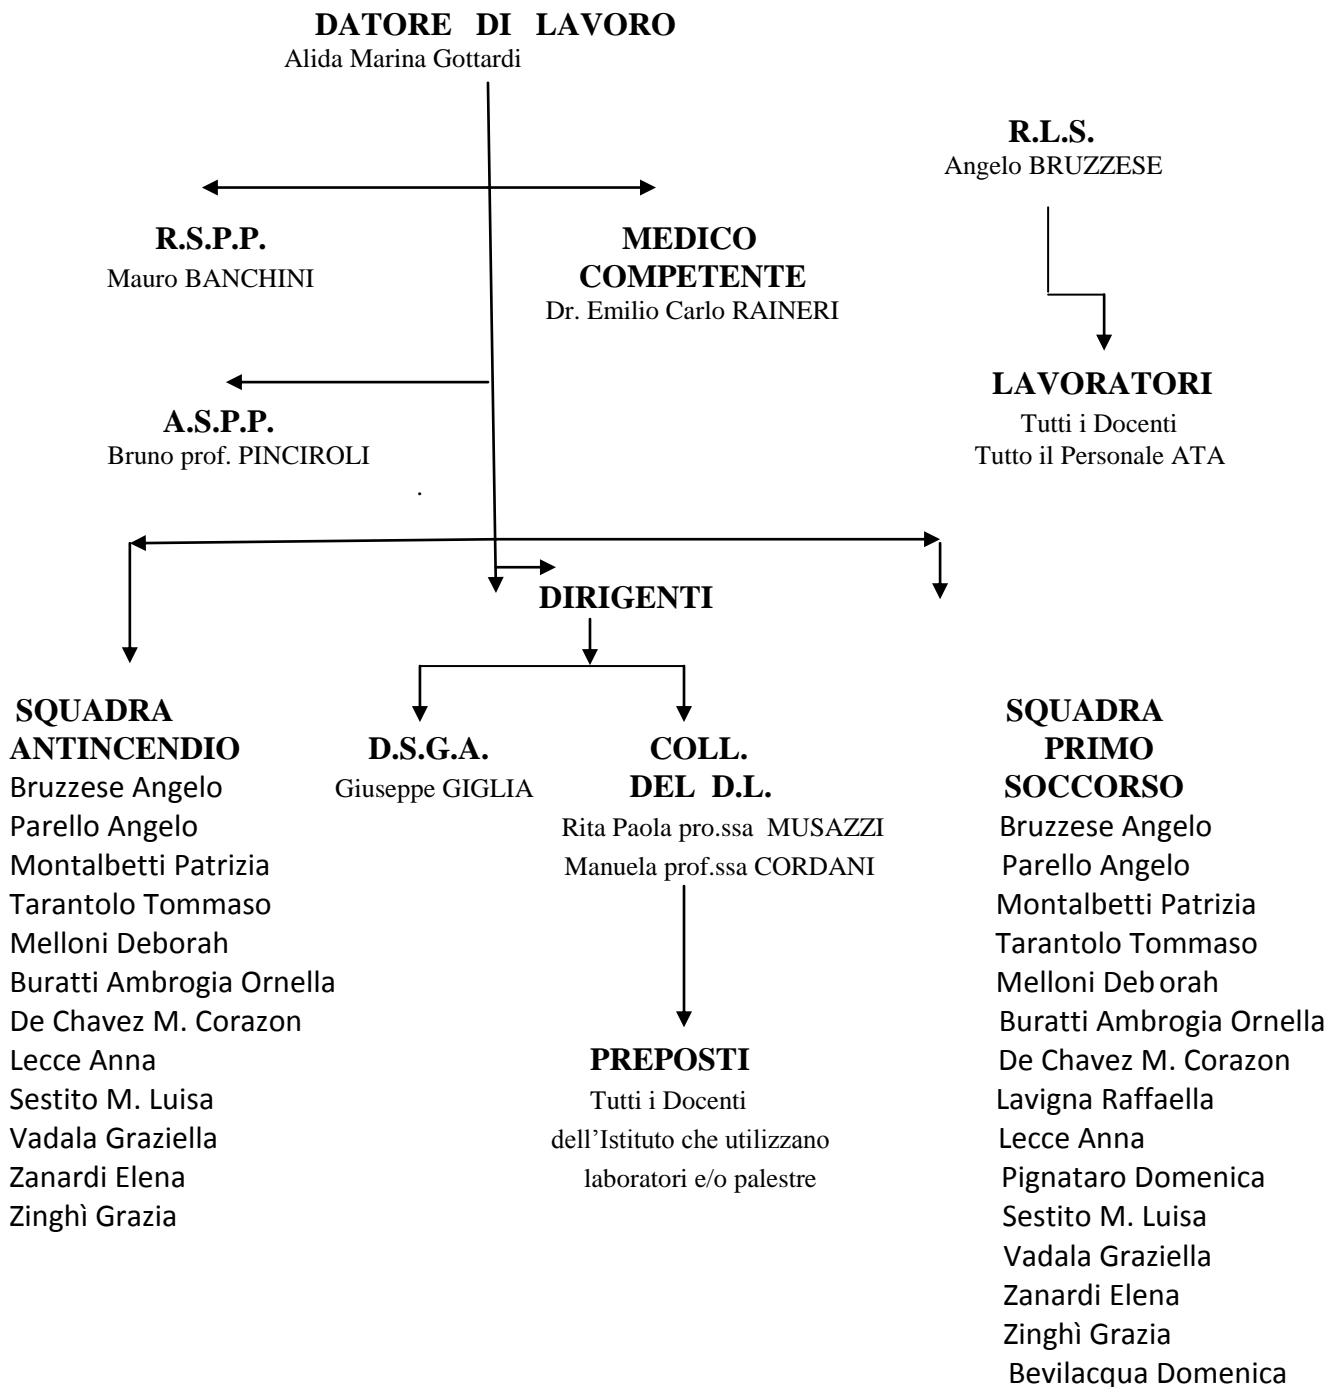 DATORE DI LAVORO
Alida Marina Gottardi
R.L.S.
Angelo BRUZZESE
R.S.P.P.
Mauro BANCHINI
MEDICO
COMPETENTE
Dr. Emilio Carlo RAINERI
A.S.P.P.
Bruno prof. PINCIROLI
.
LAVORATORI
Tutti i Docenti
Tutto il Personale ATA
DIRIGENTI
SQUADRA
ANTINCENDIO
Bruzzese Angelo
Parello Angelo
Montalbetti Patrizia
Tarantolo Tommaso
Melloni Deborah
Buratti Ambrogia Ornella
De Chavez M. Corazon
Lecce Anna
Sestito M. Luisa
Vadala Graziella
Zanardi Elena
Zinghì Grazia
D.S.G.A.
Giuseppe GIGLIA
COLL.
DEL D.L.
Rita Paola pro.ssa MUSAZZI
Manuela prof.ssa CORDANI
PREPOSTI
Tutti i Docenti
dell’Istituto che utilizzano
laboratori e/o palestre
SQUADRA
PRIMO
SOCCORSO
Bruzzese Angelo
Parello Angelo
Montalbetti Patrizia
Tarantolo Tommaso
Melloni Deborah
Buratti Ambrogia Ornella
De Chavez M. Corazon
Lavigna Raffaella
Lecce Anna
Pignataro Domenica
Sestito M. Luisa
Vadala Graziella
Zanardi Elena
Zinghì Grazia
Bevilacqua Domenica